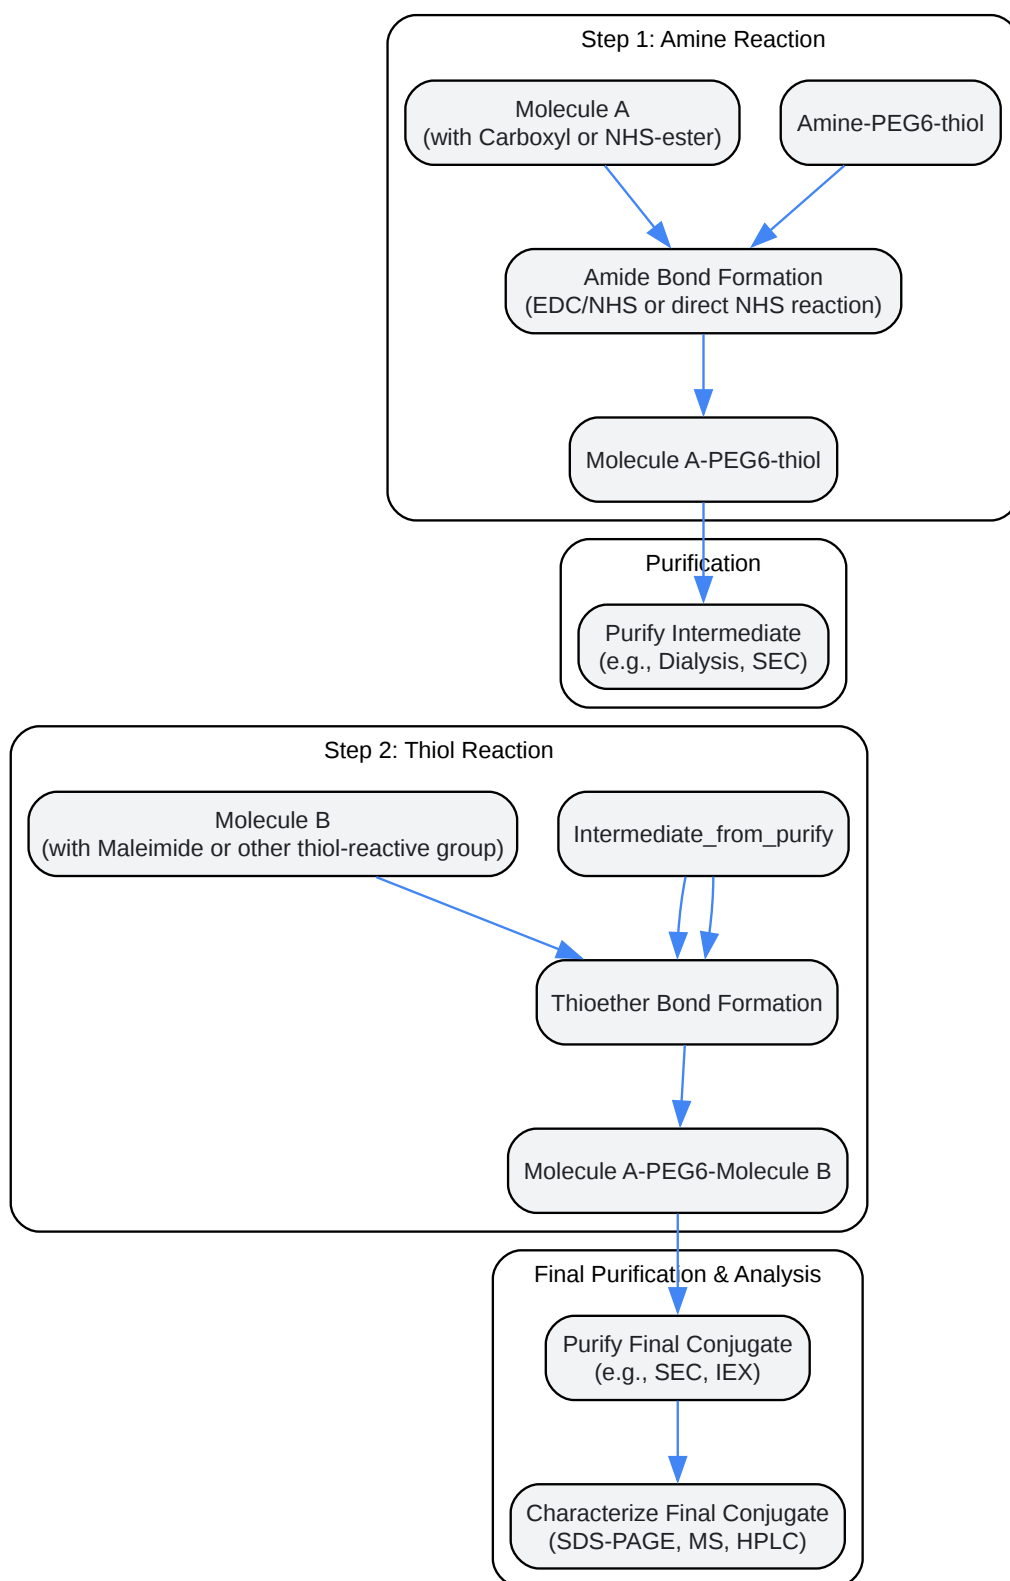 Step 1: Amine Reaction
Molecule A
(with Carboxyl or NHS-ester)
Amine-PEG6-thiol
Amide Bond Formation
(EDC/NHS or direct NHS reaction)
Molecule A-PEG6-thiol
Purification
Purify Intermediate
(e.g., Dialysis, SEC)
Step 2: Thiol Reaction
Molecule B
(with Maleimide or other thiol-reactive group)
Intermediate_from_purify
Thioether Bond Formation
Molecule A-PEG6-Molecule B
Final Purification & Analysis
Purify Final Conjugate
(e.g., SEC, IEX)
Characterize Final Conjugate
(SDS-PAGE, MS, HPLC)